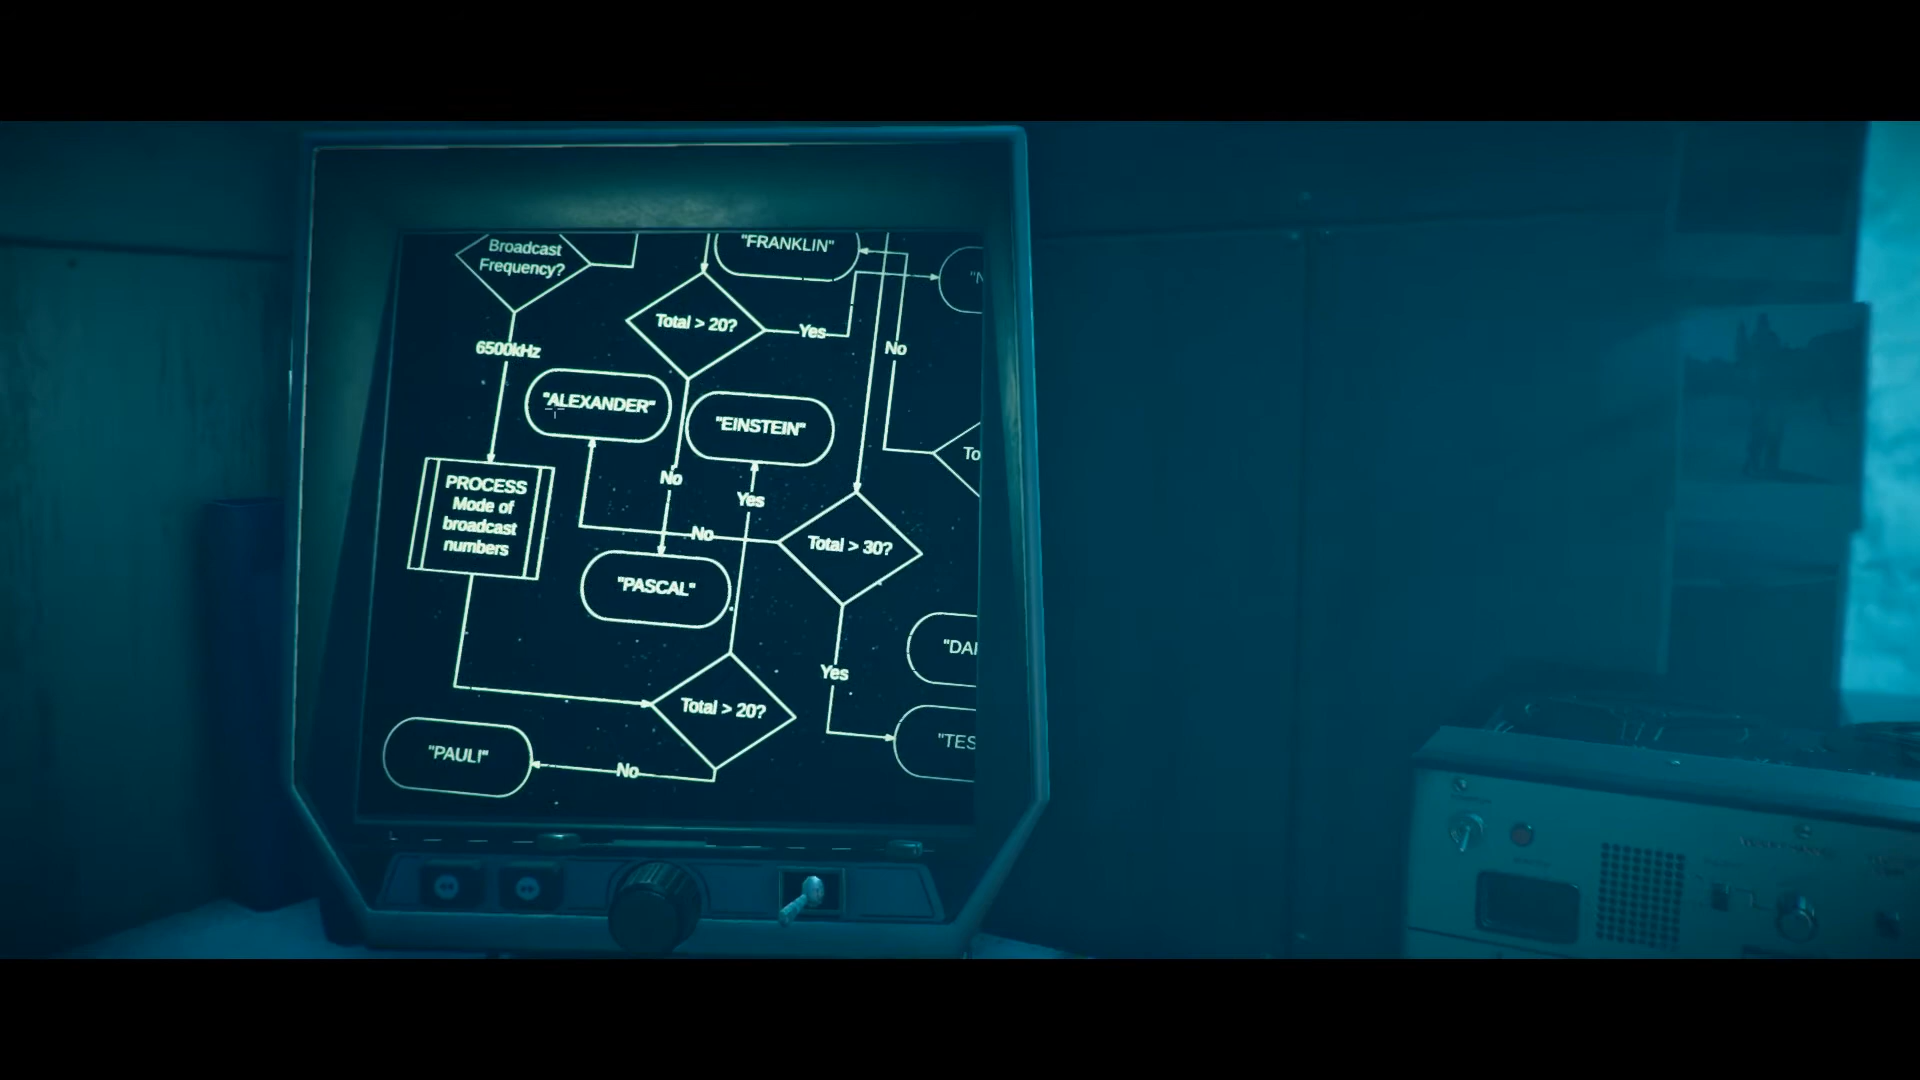 Broadcast
Frequency?
"FRANKLIN"
Total > 20?
Yes
No
6500kHz
"ALEXANDER"
"EINSTEIN"
No
Yes
PROCESS
Mode of
broadcast
numbers
No
Total > 30?
"PASCAL"
Yes
Total > 20?
"PAULI"
No